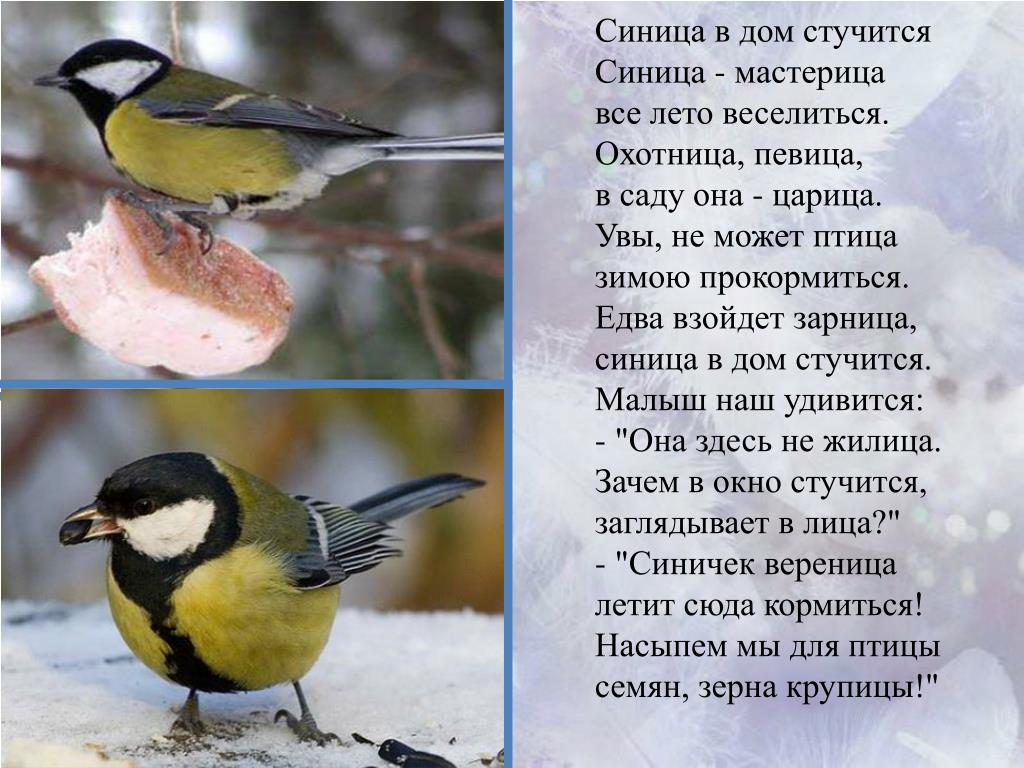 Синица в дом стучится
Синица - мастерица
все лето веселиться.
Охотница, певица,
в саду она - царица.
Увы, не может птица
зимою прокормиться.
Едва взойдет зарница,
синица в дом стучится.
Малыш наш удивится:
- "Она здесь не жилица.
Зачем в окно стучится,
заглядывает в лица?"
- "Синичек вереница
летит сюда кормиться!
Насыпем мы для птицы
семян, зерна крупицы!"